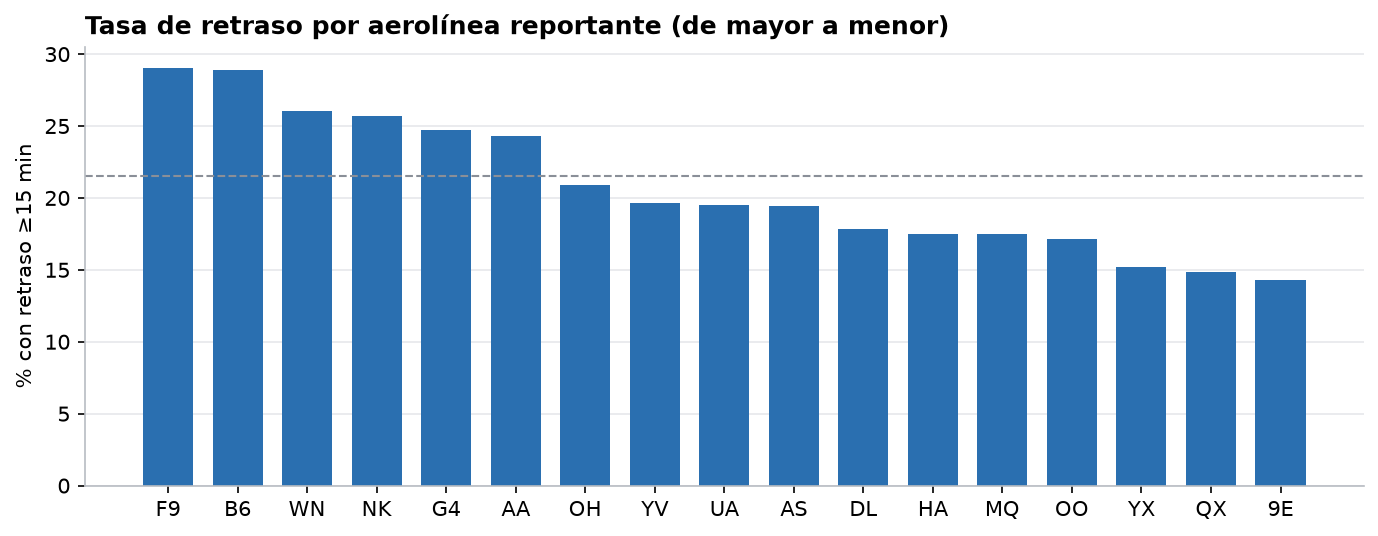 Tasa de retraso por aerolínea reportante (de mayor a menor)
% con retraso ≥15 min
30
25
20
15
10
5
0
F9 B6 WN NK G4 AA OH YV UA AS DL HA MQ OO YX QX 9E